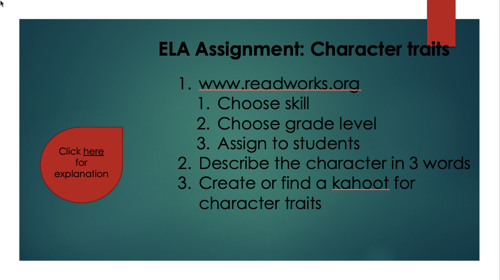 ELA Assignment: Character traits
1. www.readworks.org
1. Choose skill
2. Choose grade level
3. Assign to students
2. Describe the character in 3 words
3. Create or find a kahoot for
character traits
Click here
for
explanation